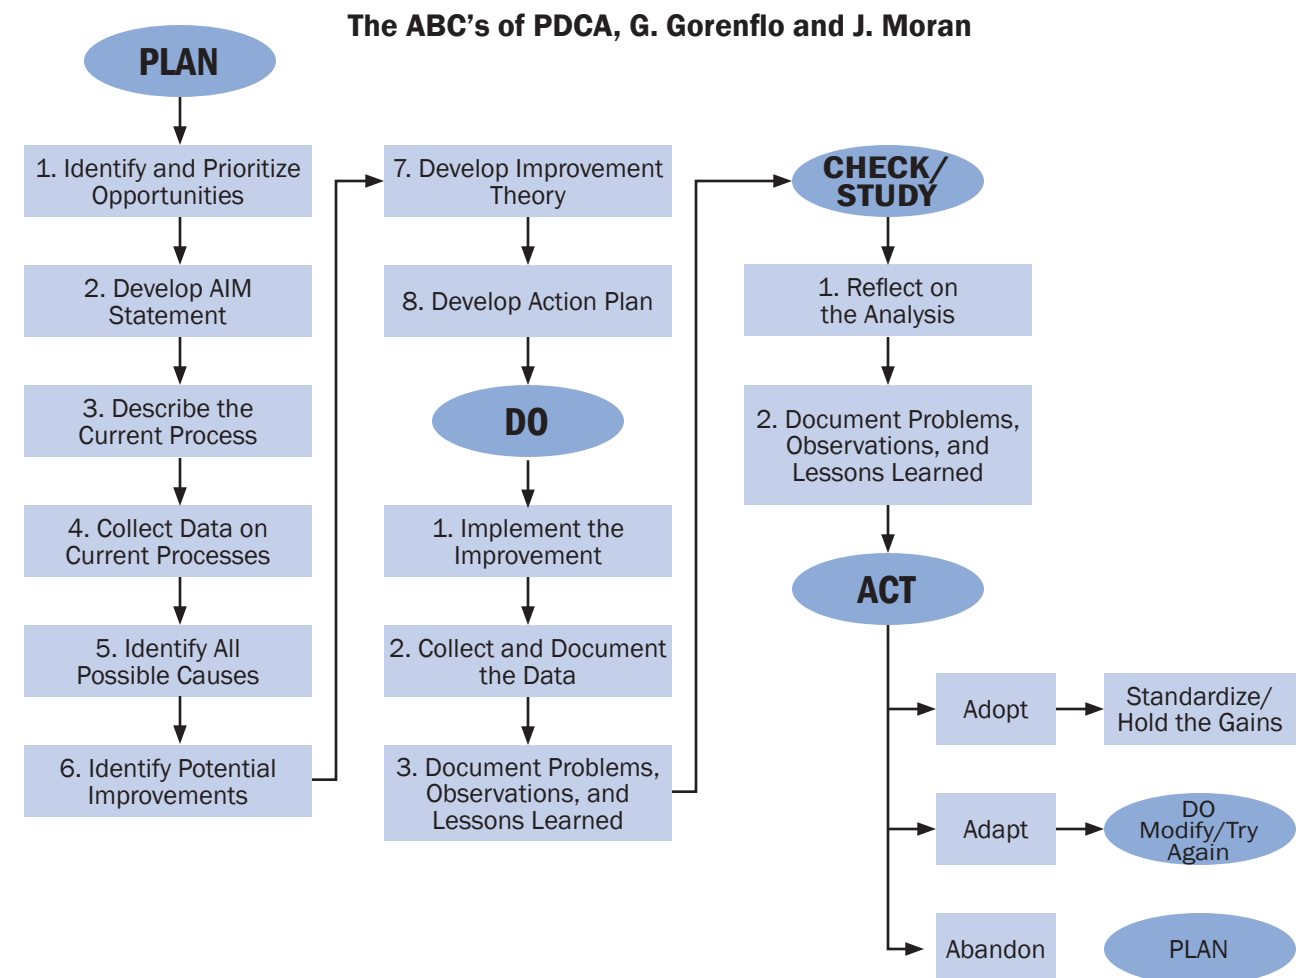 The ABC’s of PDCA, G. Gorenflo and J. Moran
PLAN
1. Identify and Prioritize
Opportunities
2. Develop AIM
Statement
3. Describe the
Current Process
4. Collect Data on
Current Processes
5. Identify All
Possible Causes
6. Identify Potential
Improvements
7. Develop Improvement
Theory
8. Develop Action Plan
DO
1. Implement the
Improvement
2. Collect and Document
the Data
3. Document Problems,
Observations, and
Lessons Learned
CHECK/
STUDY
1. Reflect on
the Analysis
2. Document Problems,
Observations, and
Lessons Learned
ACT
Adopt
Standardize/
Hold the Gains
Adapt
DO
Modify/Try
Again
Abandon
PLAN